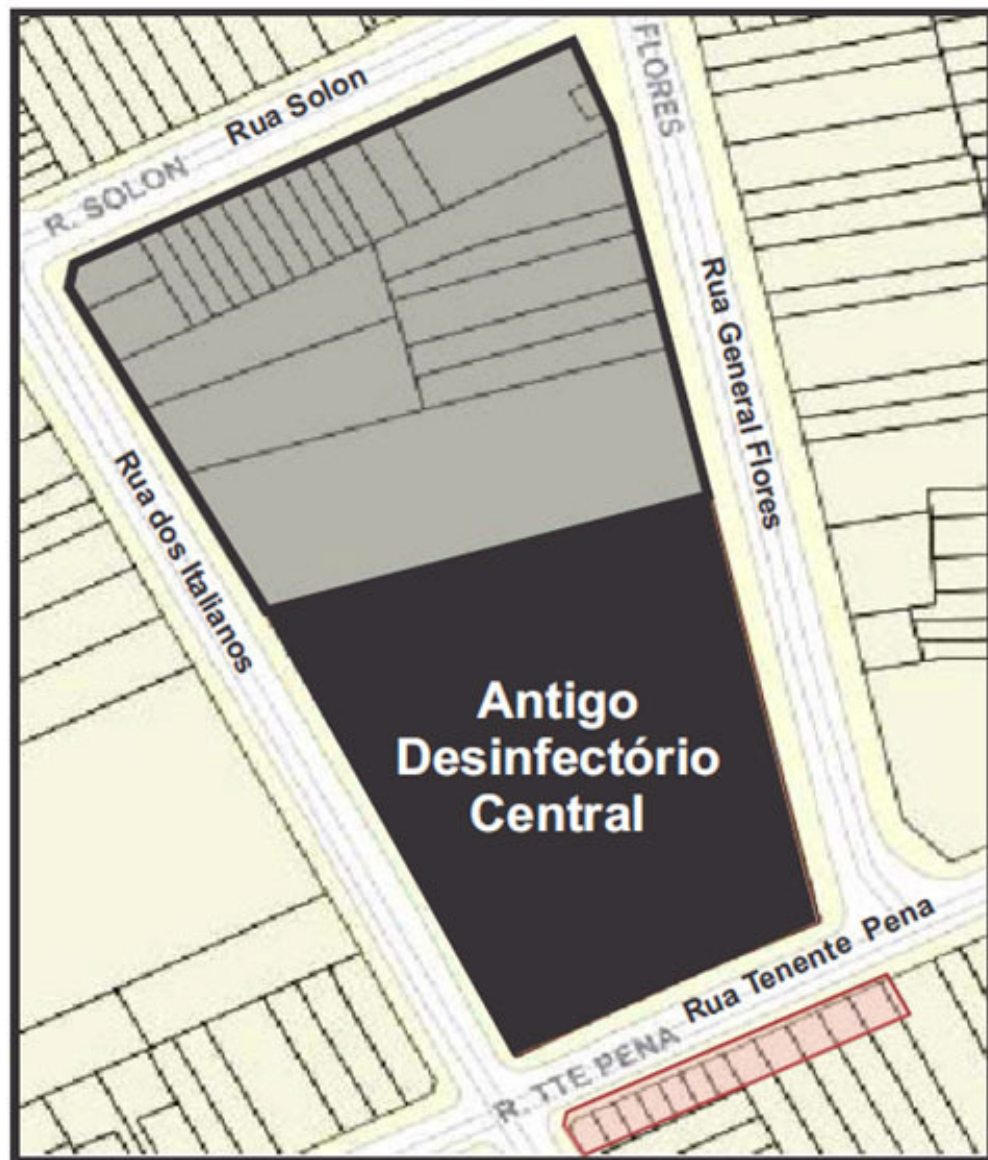 FLORES
Rua Solon
R. SOLON
Rua General Flores
Rua dos Italianos
Antigo
Desinfectório
Central
Rua Tenente Pena
R. TTE PENA